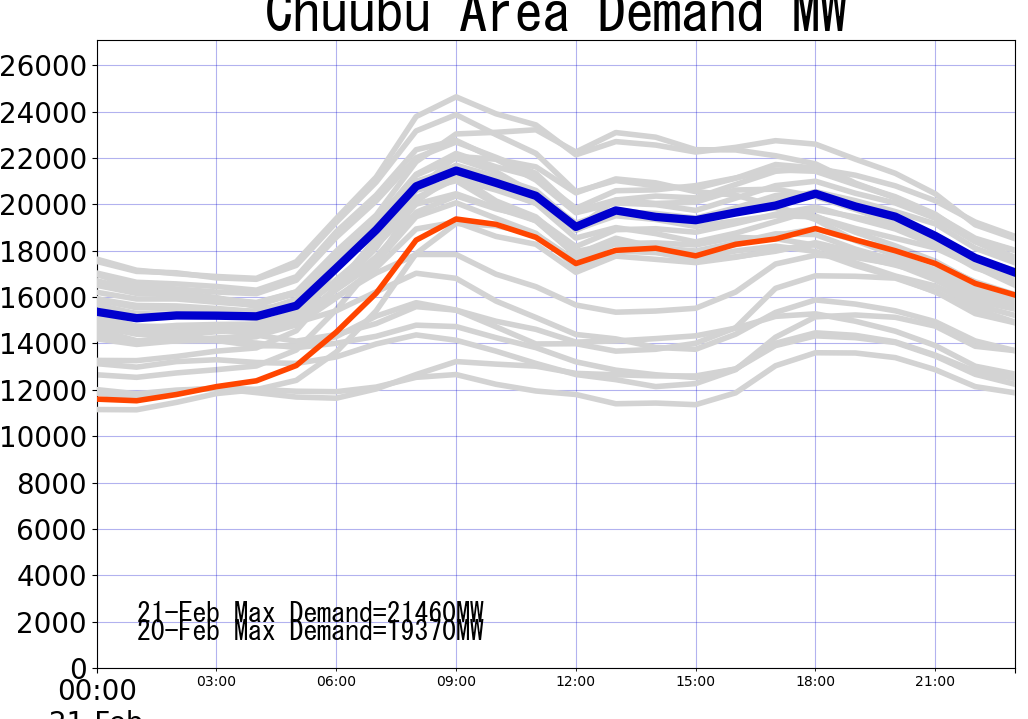 Chuubu Area Demand MW
26000
24000
22000
20000
18000
16000
14000
12000
10000
8000
6000
4000
2000
0
21-Feb Max Demand=21460MW
20-Feb Max Demand=19370MW
00:00 03:00 06:00 09:00 12:00 15:00 18:00 21:00
21-Feb